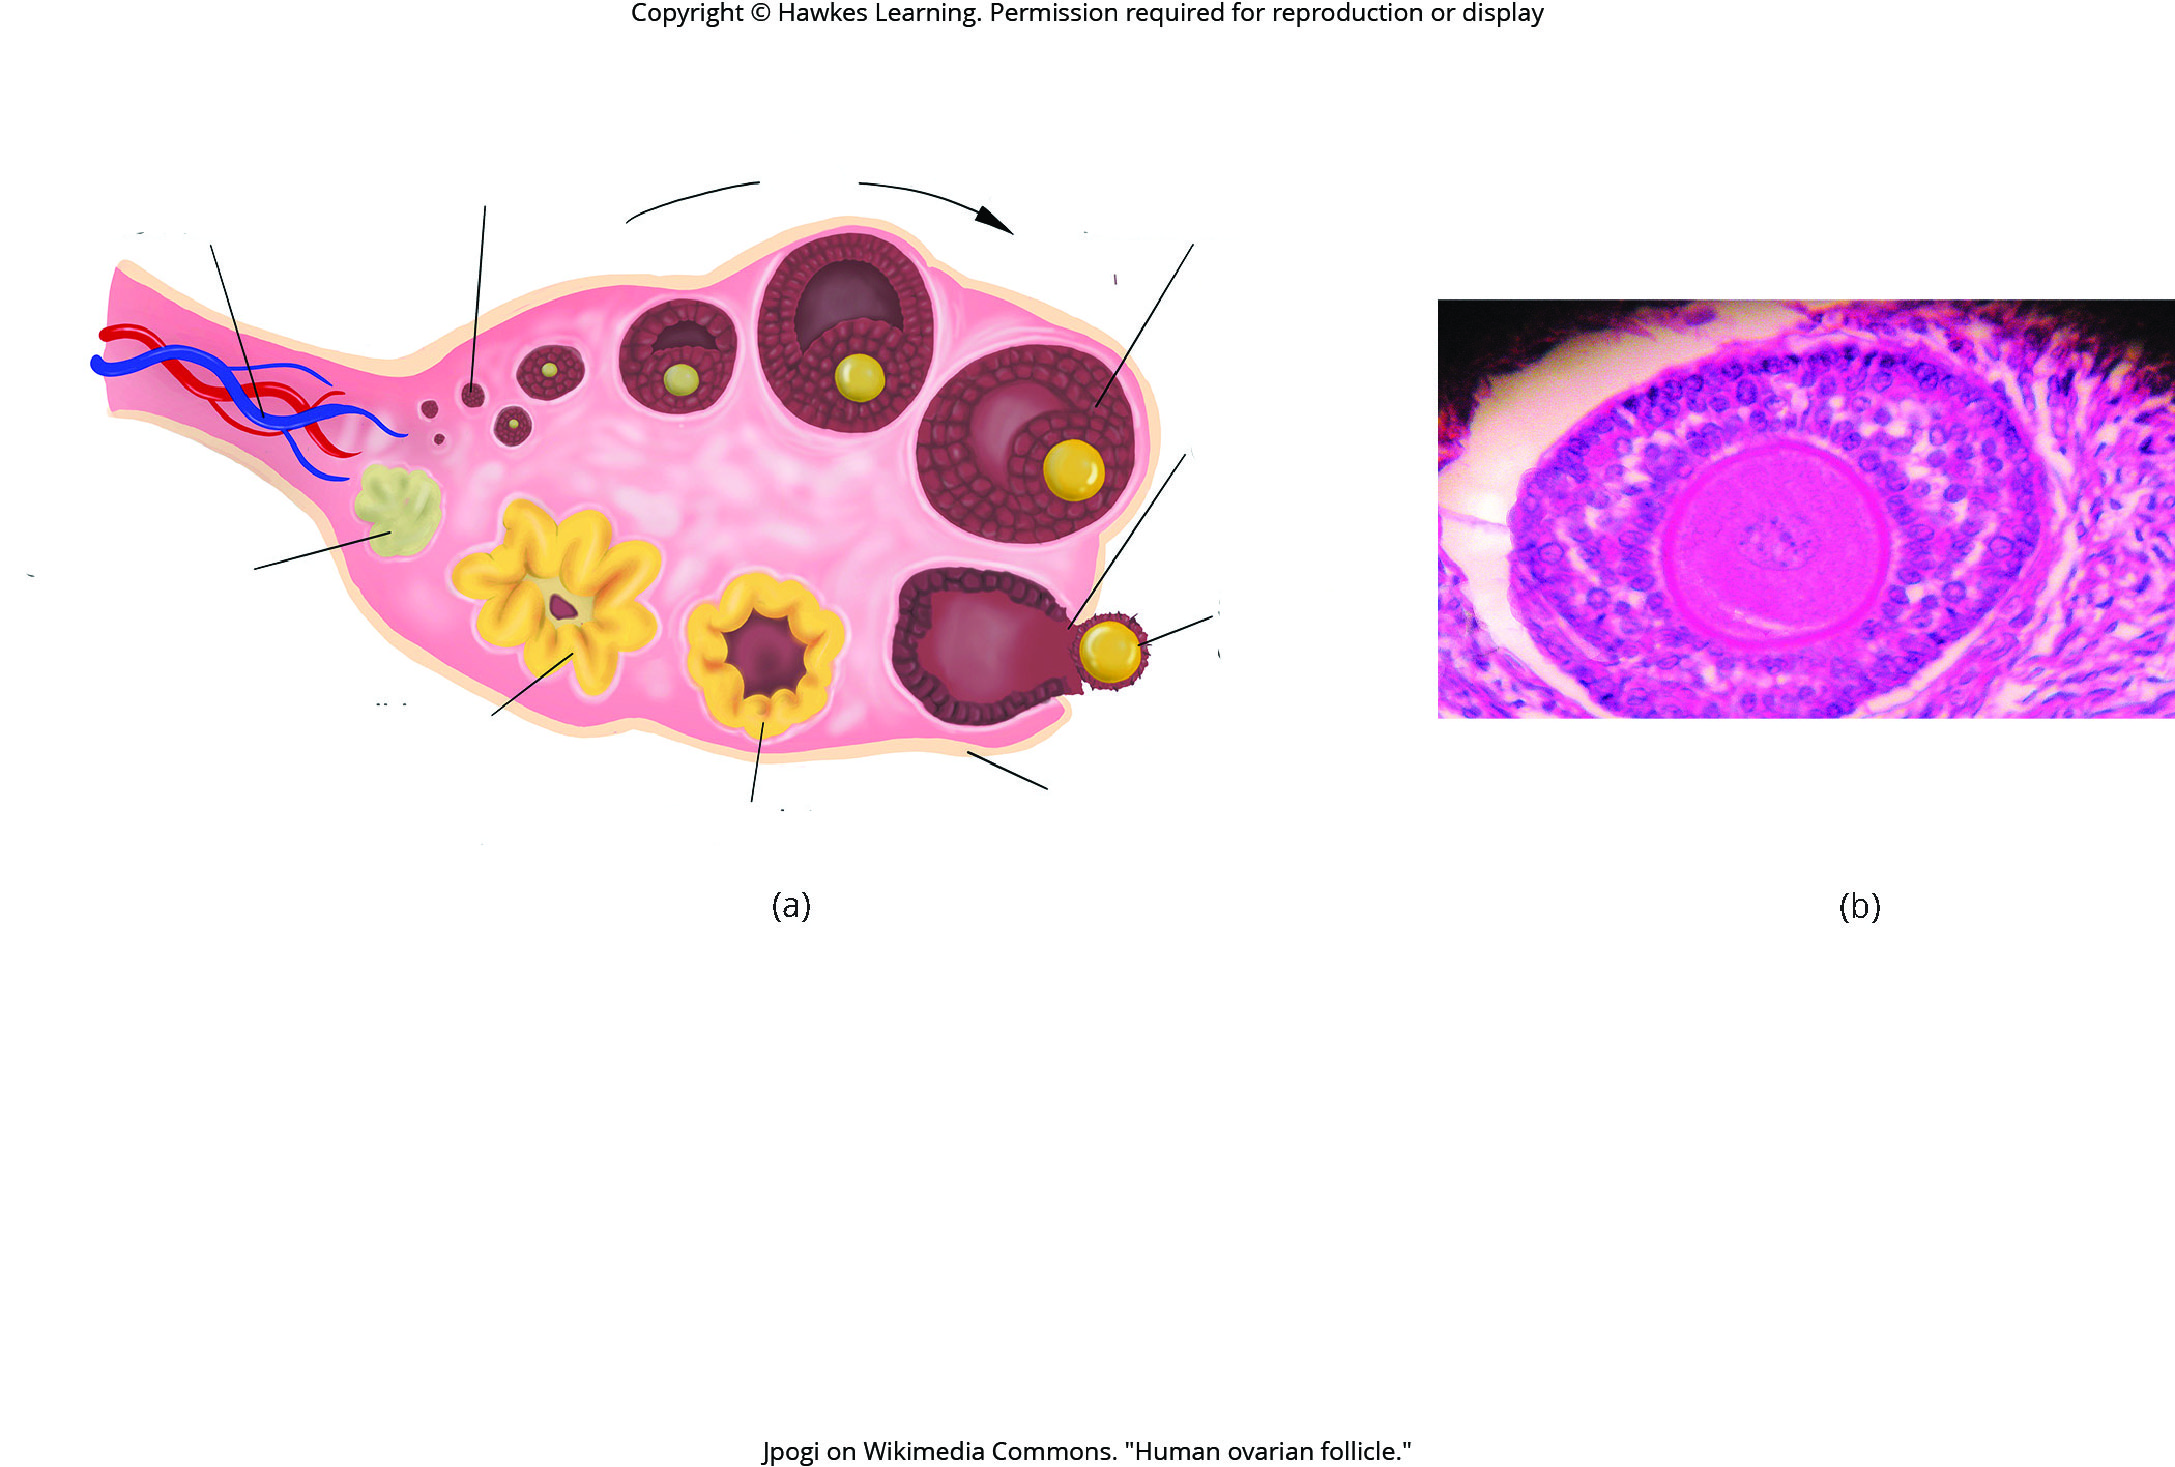 Copyright © Hawkes Learning. Permission required for reproduction or display
(a)
(b)
Jpogi on Wikimedia Commons. "Human ovarian follicle."